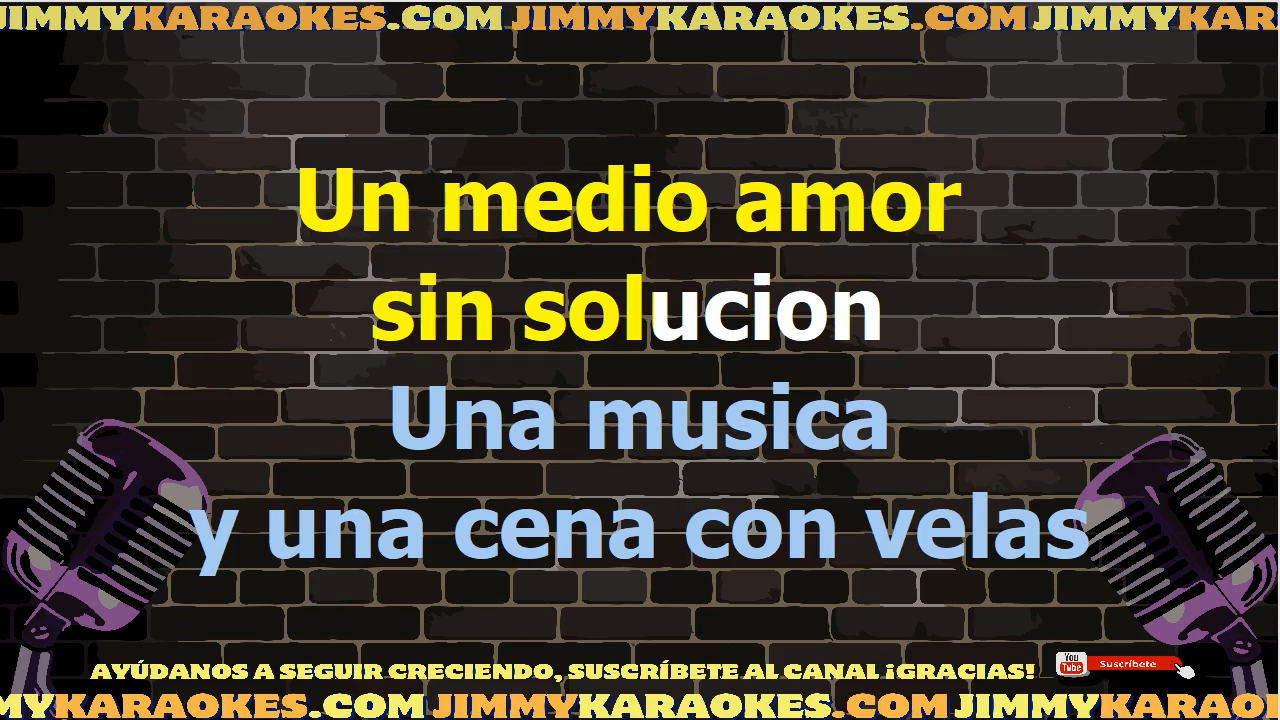 JIMMYKARAOKES.COM JIMMYKARAOKES.COM JIMMYKAR
Un medio amor
sin solucion
Una musica
y una cena con velas
AYÚDANOS A SEGUIR CRECIENDO, SUSCRÍBETE AL CANAL ¡GRACIAS!
You Tube Suscríbete
MYKARAOKES.COM JIMMYKARAOKES.COM JIMMYKARAOI